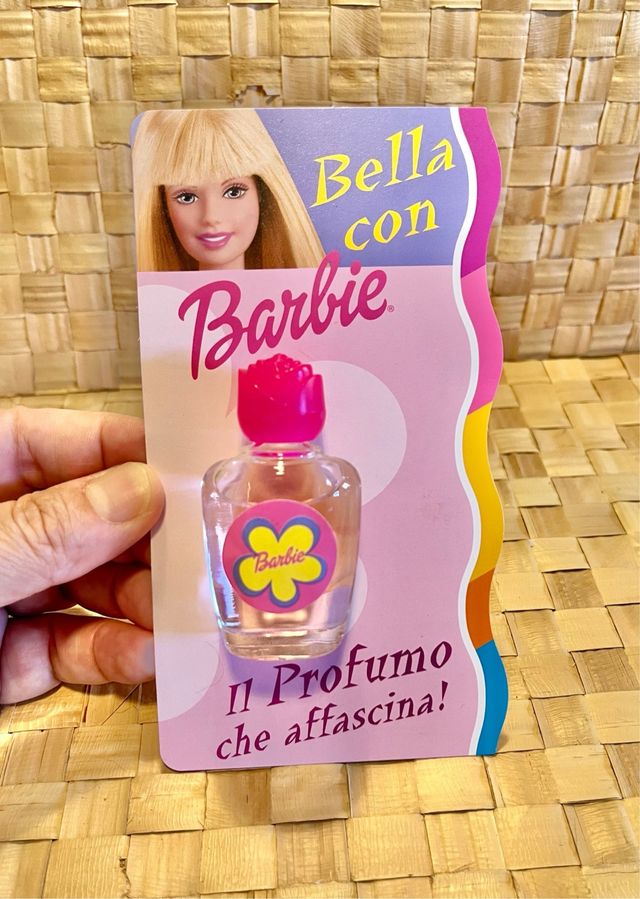 Bella
con
Barbie®
Barbie
Il Profumo
che affascina!